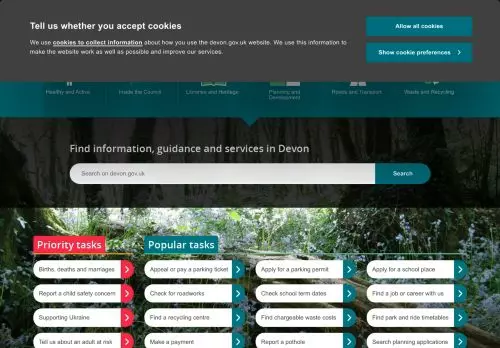 Tell us whether you accept cookies
We use cookies to collect information about how you use the devon.gov.uk website. We use this information to
make the website work as well as possible and improve our services.
Allow all cookies
Show cookie preferences
Healthy and Active
Inside the Council
Libraries and Heritage
Planning and
Development
Roads and Transport
Waste and Recycling
Find information, guidance and services in Devon
Search on devon.gov.uk
Search
Priority tasks
Popular tasks
Births, deaths and marriages
Appeal or pay a parking ticket
Apply for a parking permit
Apply for a school place
Report a child safety concern
Check for roadworks
Check school term dates
Find a job or career with us
Supporting Ukraine
Find a recycling centre
Find chargeable waste costs
Find park and ride timetables
Tell us about an adult at risk
Make a payment
Report a pothole
Search planning applications